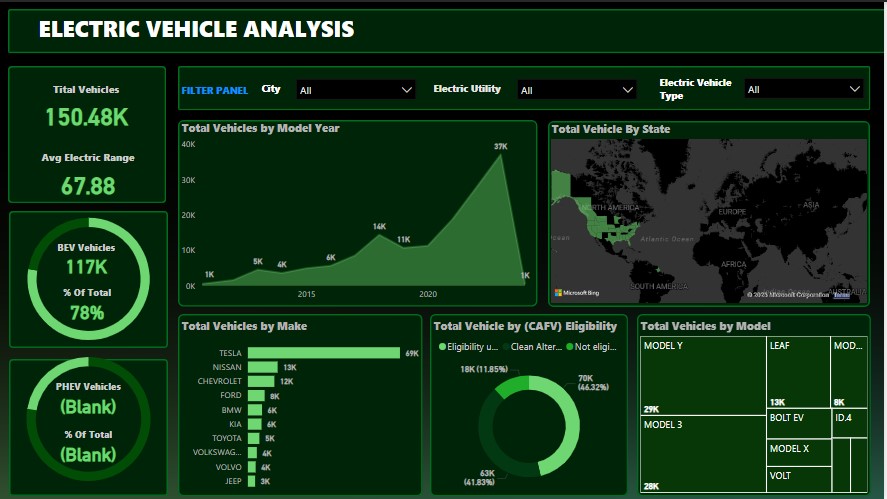 ELECTRIC VEHICLE ANALYSIS
Total Vehicles
150.48K
Avg Electric Range
67.88
FILTER PANEL
City
All
Electric Utility
All
Electric Vehicle
Type
All
BEV Vehicles
117K
% Of Total
78%
PHEV Vehicles
(Blank)
% Of Total
(Blank)
Total Vehicles by Model Year
40K
30K
20K
10K
0K
1K
5K
4K
6K
14K
11K
37K
1K
2015
2020
Total Vehicle By State
NORTH AMERICA
EUROPE
ASIA
Atlantic Ocean
AFRICA
SOUTH AMERICA
AUSTRALIA
Microsoft Bing
© 2025 Microsoft Corporation Terms
Total Vehicles by Make
TESLA 69K
NISSAN 13K
CHEVROLET 12K
FORD 8K
BMW 6K
KIA 6K
TOYOTA 5K
VOLKSWAG... 4K
VOLVO 4K
JEEP 3K
Total Vehicle by (CAFV) Eligibility
Eligibility u... Clean Alter... Not eligi...
18K (11.85%)
70K
(46.32%)
63K
(41.83%)
Total Vehicles by Model
MODEL Y
29K
MODEL 3
28K
LEAF
13K
MOD...
8K
BOLT EV
ID.4
MODEL X
VOLT